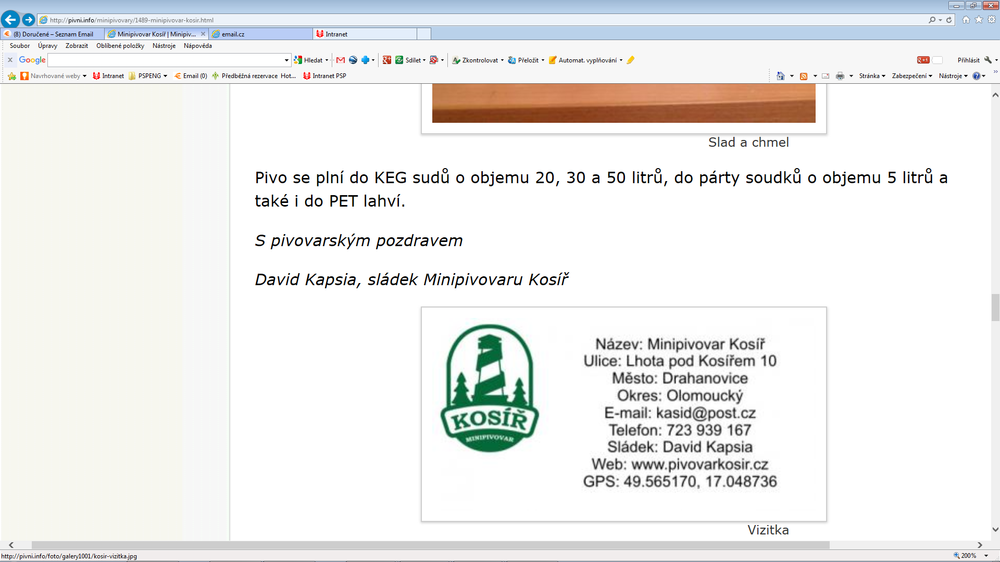 http://pivni.info/minipivovary/1489-minipivovar-kosir.html
(8) Doručené – Seznam Email
Minipivovar Kosíř | Minipiv...
email.cz
Intranet
Soubor Úpravy Zobrazit Oblíbené položky Nástroje Nápověda
x Google Hledat Sdílet Zkontrolovat Přeložit Automat. vyplňování +1 Přihlásit
Navrhované weby Intranet PSPENG Email (0) Předběžná rezervace Hot... Intranet PSP Stránka Zabezpečení Nástroje
Slad a chmel
Pivo se plní do KEG sudů o objemu 20, 30 a 50 litrů, do párty soudků o objemu 5 litrů a
také i do PET lahví.
S pivovarským pozdravem
David Kapsia, sládek Minipivovaru Kosíř
KOSÍŘ
MINIPIVOVAR
Název: Minipivovar Kosíř
Ulice: Lhota pod Kosířem 10
Město: Drahanovice
Okres: Olomoucký
E-mail: kasid@post.cz
Telefon: 723 939 167
Sládek: David Kapsia
Web: www.pivovarkosir.cz
GPS: 49.565170, 17.048736
Vizitka
http://pivni.info/foto/galery1001/kosir-vizitka.jpg
200%